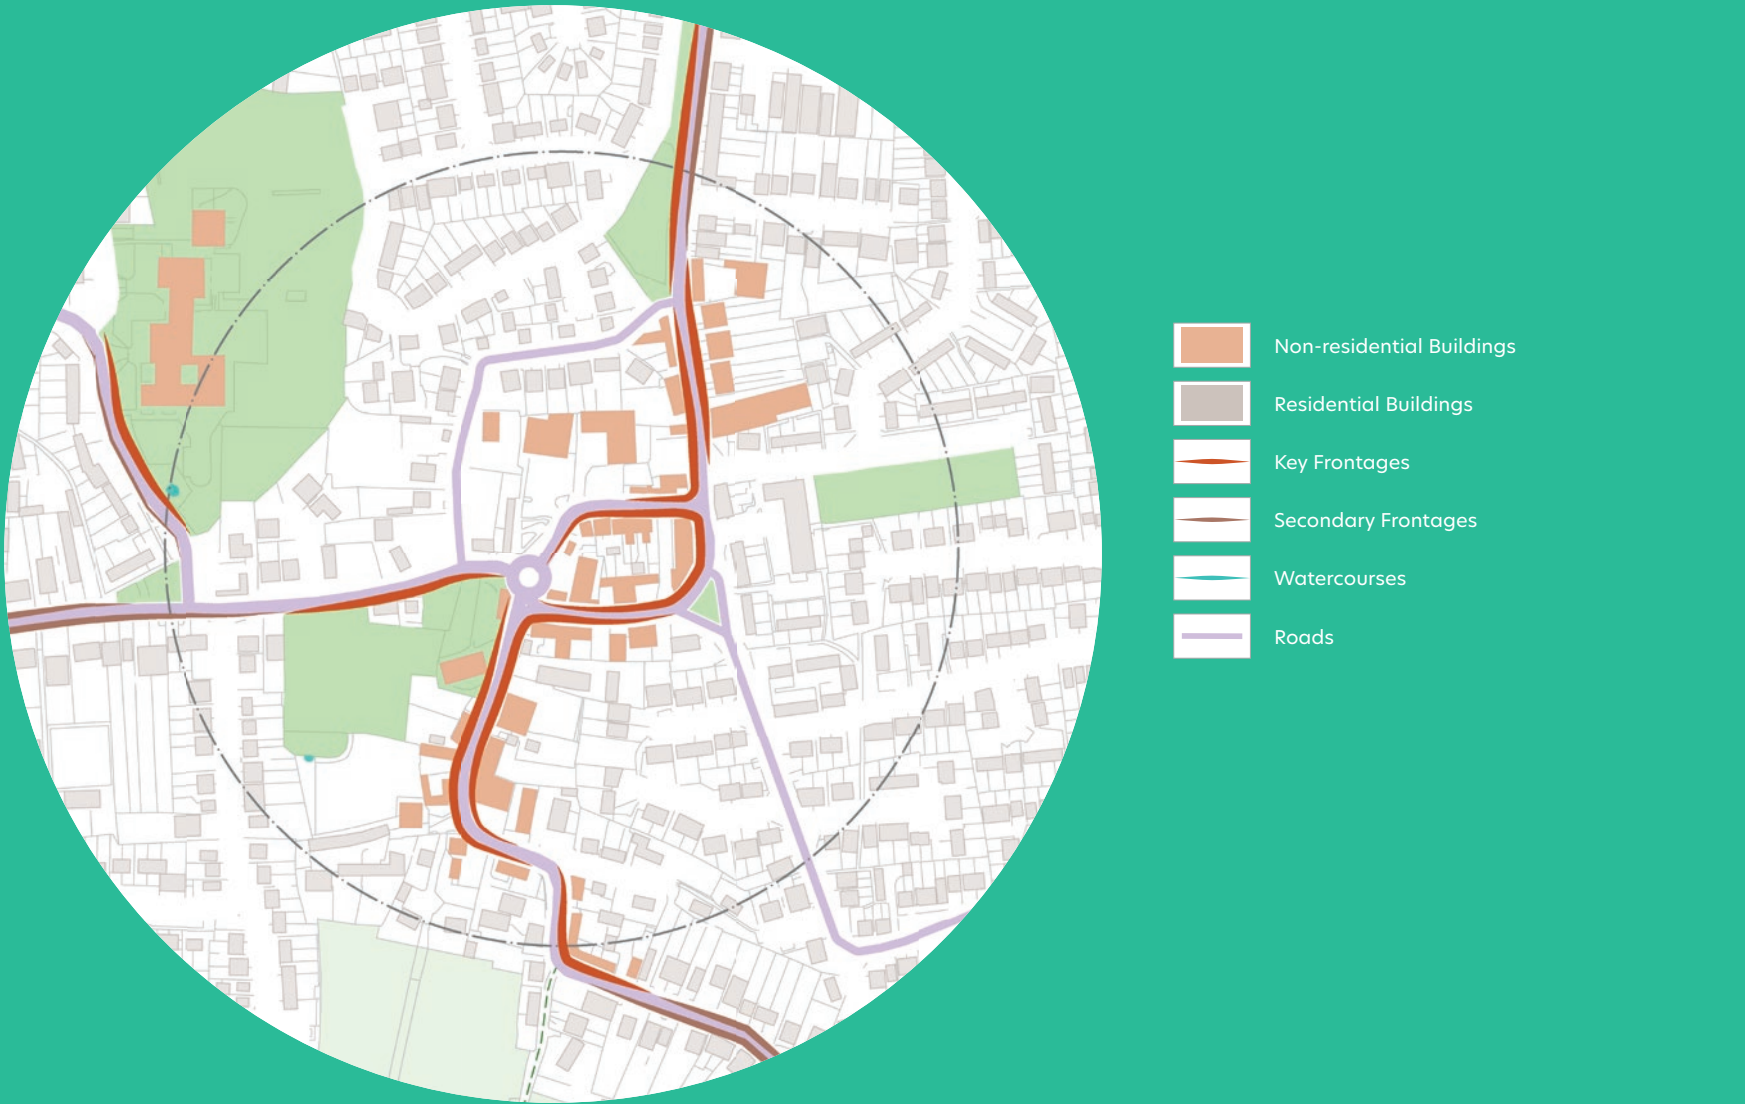 Non-residential Buildings
Residential Buildings
Key Frontages
Secondary Frontages
Watercourses
Roads